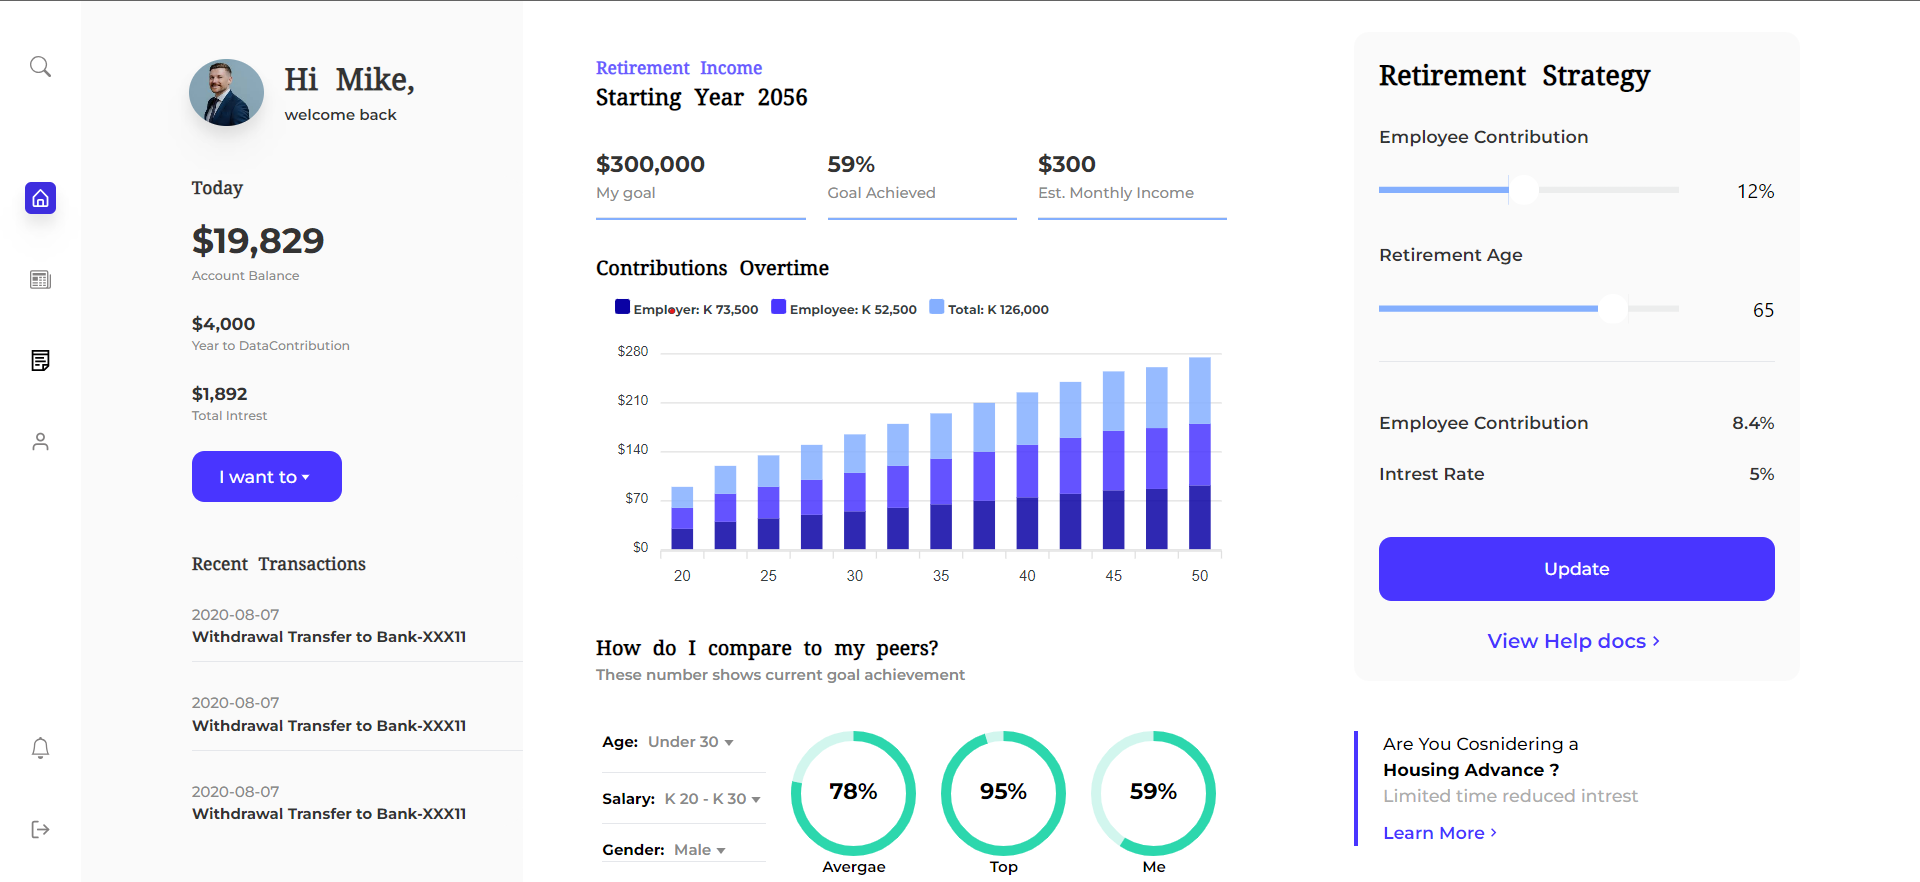 Hi Mike,
welcome back
Today
$19,829
Account Balance
$4,000
Year to DataContribution
$1,892
Total Intrest
I want to
Recent Transactions
2020-08-07
Withdrawal Transfer to Bank-XXX11
2020-08-07
Withdrawal Transfer to Bank-XXX11
2020-08-07
Withdrawal Transfer to Bank-XXX11
Retirement Income
Starting Year 2056
$300,000
My goal
59%
Goal Achieved
$300
Est. Monthly Income
Contributions Overtime
Employer: K 73,500 Employee: K 52,500 Total: K 126,000
$280
$210
$140
$70
$0
20 25 30 35 40 45 50
How do I compare to my peers?
These number shows current goal achievement
Age: Under 30
Salary: K 20 - K 30
Gender: Male
78%
Avergae
95%
Top
59%
Me
Retirement Strategy
Employee Contribution
12%
Retirement Age
65
Employee Contribution 8.4%
Intrest Rate 5%
Update
View Help docs ›
Are You Cosnidering a
Housing Advance ?
Limited time reduced intrest
Learn More ›